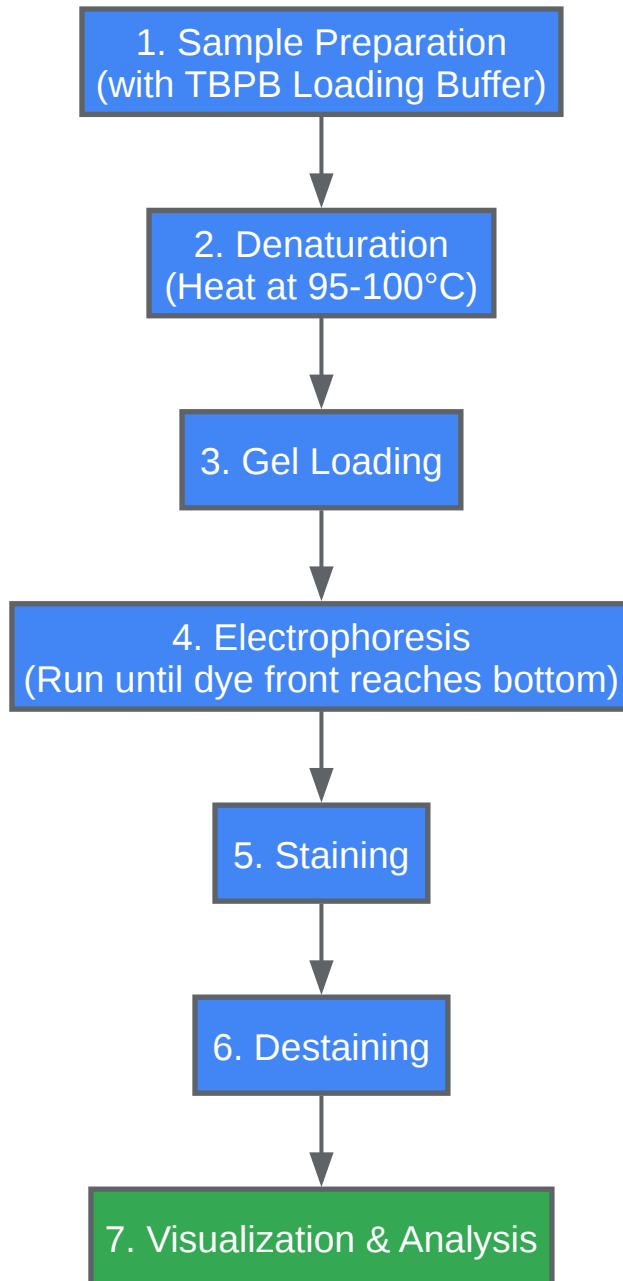 1. Sample Preparation
(with TBPB Loading Buffer)
2. Denaturation
(Heat at 95-100°C)
3. Gel Loading
4. Electrophoresis
(Run until dye front reaches bottom)
5. Staining
6. Destaining
7. Visualization & Analysis